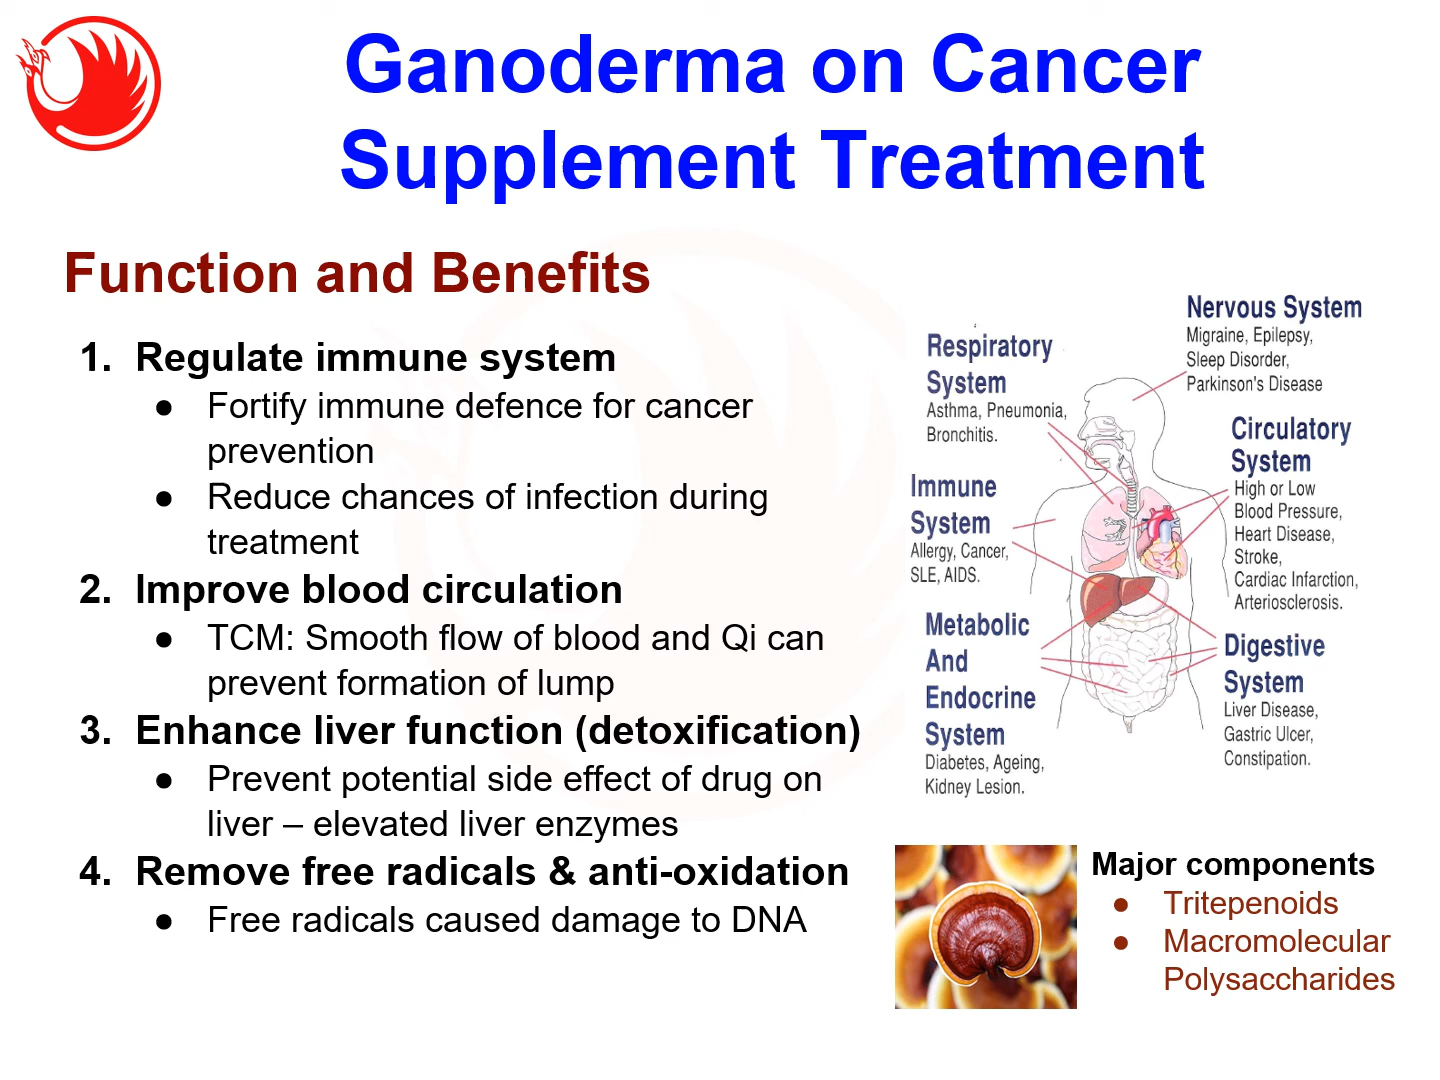 Ganoderma on Cancer
Supplement Treatment
Function and Benefits
1. Regulate immune system
● Fortify immune defence for cancer
prevention
● Reduce chances of infection during
treatment
2. Improve blood circulation
● TCM: Smooth flow of blood and Qi can
prevent formation of lump
3. Enhance liver function (detoxification)
● Prevent potential side effect of drug on
liver – elevated liver enzymes
4. Remove free radicals & anti-oxidation
● Free radicals caused damage to DNA
Nervous System
Migraine, Epilepsy,
Sleep Disorder,
Parkinson's Disease
Respiratory
System
Asthma, Pneumonia,
Bronchitis.
Circulatory
System
High or Low
Blood Pressure,
Heart Disease,
Stroke,
Cardiac Infarction,
Arteriosclerosis.
Immune
System
Allergy, Cancer,
SLE, AIDS.
Metabolic
And
Endocrine
System
Diabetes, Ageing,
Kidney Lesion.
Digestive
System
Liver Disease,
Gastric Ulcer,
Constipation.
Major components
● Tritepenoids
● Macromolecular
Polysaccharides